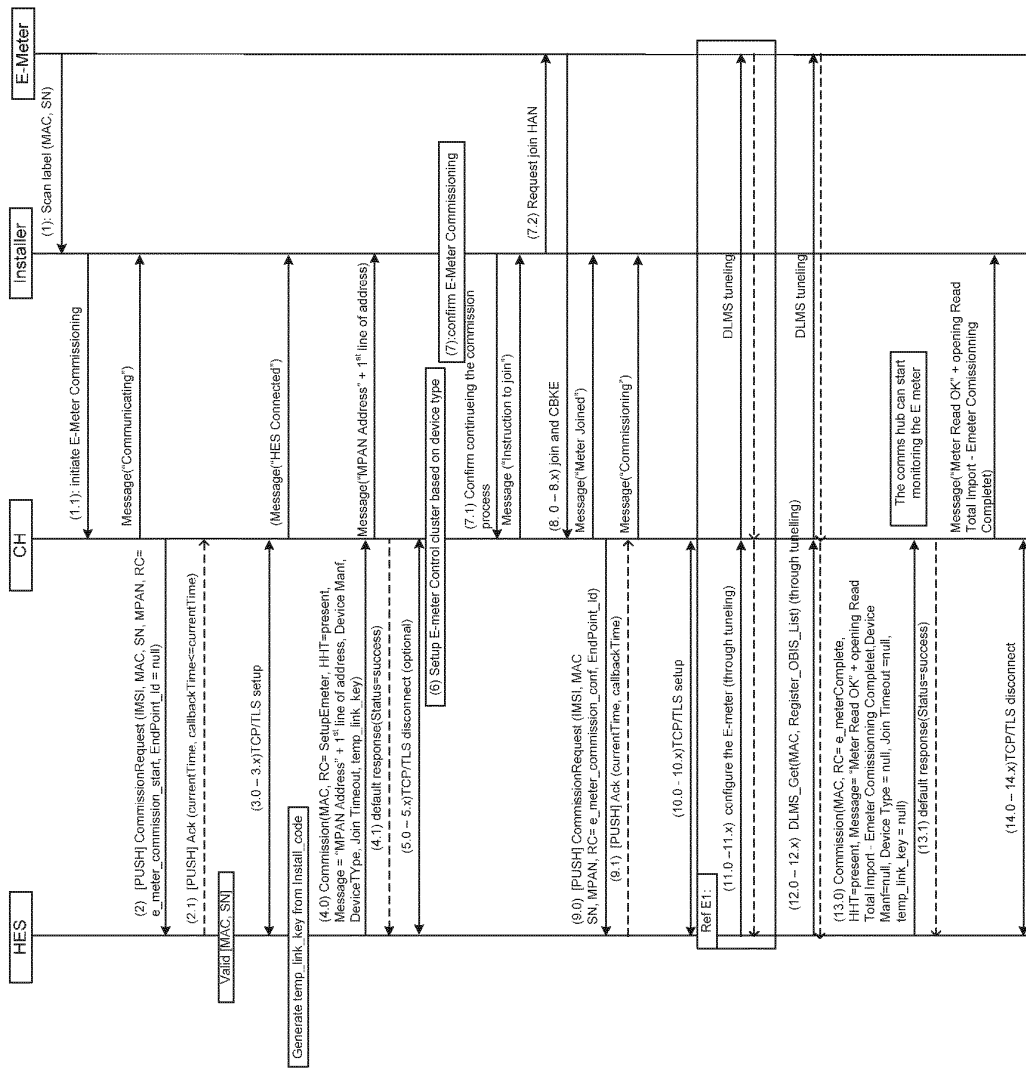 HES
CH
Installer
E-Meter
(1): Scan label (MAC, SN)
(1.1): initiate E-Meter Commissioning
Message("Communicating")
(2) [PUSH] CommissionRequest (IMSI, MAC, SN, MPAN, RC=
e_meter_commission_start, EndPoint_Id = null)
(2.1) [PUSH] Ack (currentTime, callbackTime<=currentTime)
Valid [MAC, SN]
(3.0 – 3.x)TCP/TLS setup
(Message("HES Connected")
Generate temp_link_key from Install_code
(4.0) Commission(MAC, RC= SetupEmeter, HHT=present,
Message = "MPAN Address" + 1st line of address, Device Manf,
DeviceTYpe, Join Timeout, temp_link_key)
Message("MPAN Address" + 1st line of address)
(4.1) default response(Status=success)
(5.0 – 5.x)TCP/TLS disconnect (optional)
(6) Setup E-meter Control cluster based on device type
(7):confirm E-Meter Commissioning
(7.1) Confirm continueing the commission
process
Message ("Instruction to join")
(7.2) Request join HAN
(8. 0 – 8.x) join and CBKE
Message("Meter Joined")
(9.0) [PUSH] CommissionRequest (IMSI, MAC
SN, MPAN, RC= e_meter_commission_conf, EndPoint_Id)
Message("Commissioning")
(9.1) [PUSH] Ack (currentTime, callbackTime)
(10.0 - 10.x)TCP/TLS setup
Ref E1:
(11.0 –11.x) configure the E-meter (through tunneling)
DLMS tuneling
(12.0 – 12.x) DLMS_Get(MAC, Register_OBIS_List) (through tunelling)
DLMS tuneling
(13.0) Commission(MAC, RC= e_meterComplete,
HHT=present, Message= "Meter Read OK" + opening Read
Total Import - Emeter Comissionning Completet,Device
Manf=null, Device Type = null, Join Timeout =null,
temp_link_key = null)
The comms hub can start
monitoring the E meter
(13.1) default response(Status=success)
Message("Meter Read OK" + opening Read
Total Import - Emeter Comissionning
Completet)
(14.0 –14.x)TCP/TLS disconnect